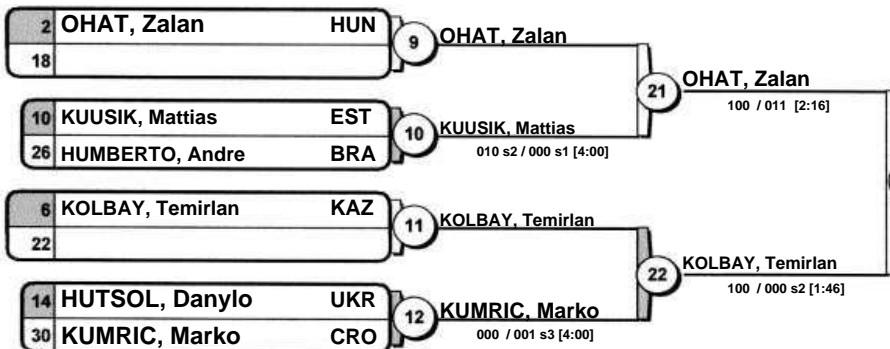 2 OHAT, Zalan HUN
18
9
OHAT, Zalan
10 KUUSIK, Mattias EST
26 HUMBERTO, Andre BRA
10
KUUSIK, Mattias
010 s2 / 000 s1 [4:00]
21
OHAT, Zalan
100 / 011 [2:16]
6 KOLBAY, Temirlan KAZ
22
11
KOLBAY, Temirlan
14 HUTSOL, Danylo UKR
30 KUMRIC, Marko CRO
12
KUMRIC, Marko
000 / 001 s3 [4:00]
22
KOLBAY, Temirlan
100 / 000 s2 [1:46]